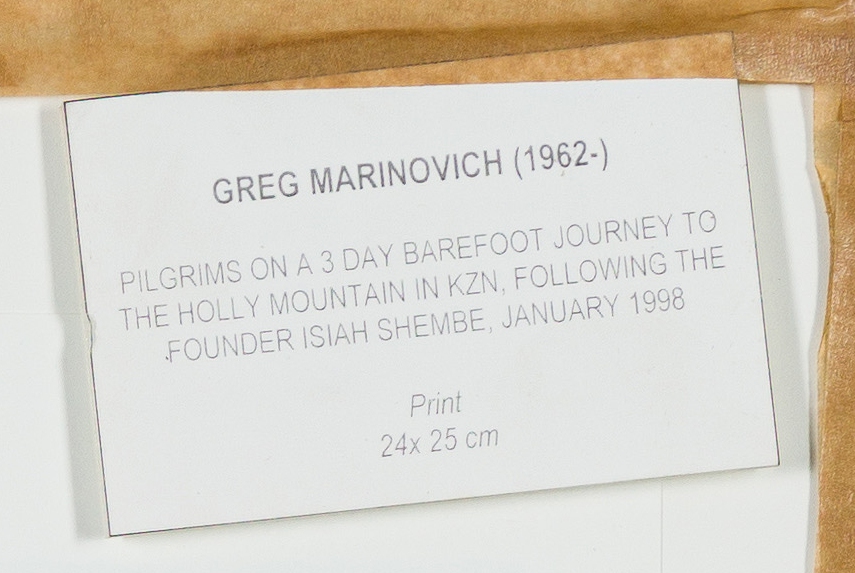 GREG MARINOVICH (1962-)
PILGRIMS ON A 3 DAY BAREFOOT JOURNEY TO
THE HOLLY MOUNTAIN IN KZN, FOLLOWING THE
FOUNDER ISIAH SHEMBE, JANUARY 1998
Print
24x 25 cm